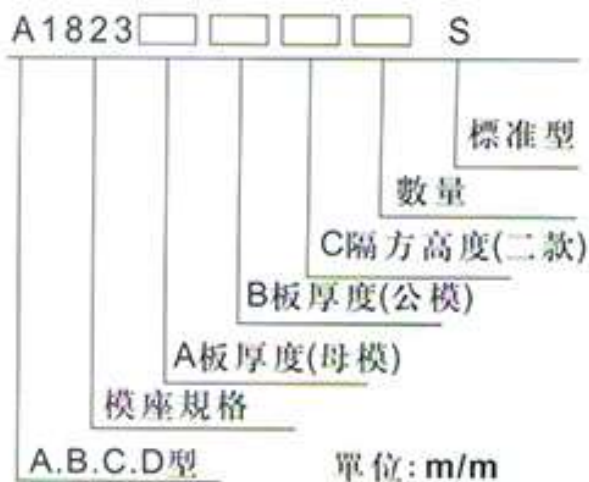 A1823 S
標准型
數量
C隔方高度(二款)
B板厚度(公模)
A板厚度(母模)
模座規格
A.B.C.D型
單位: m/m